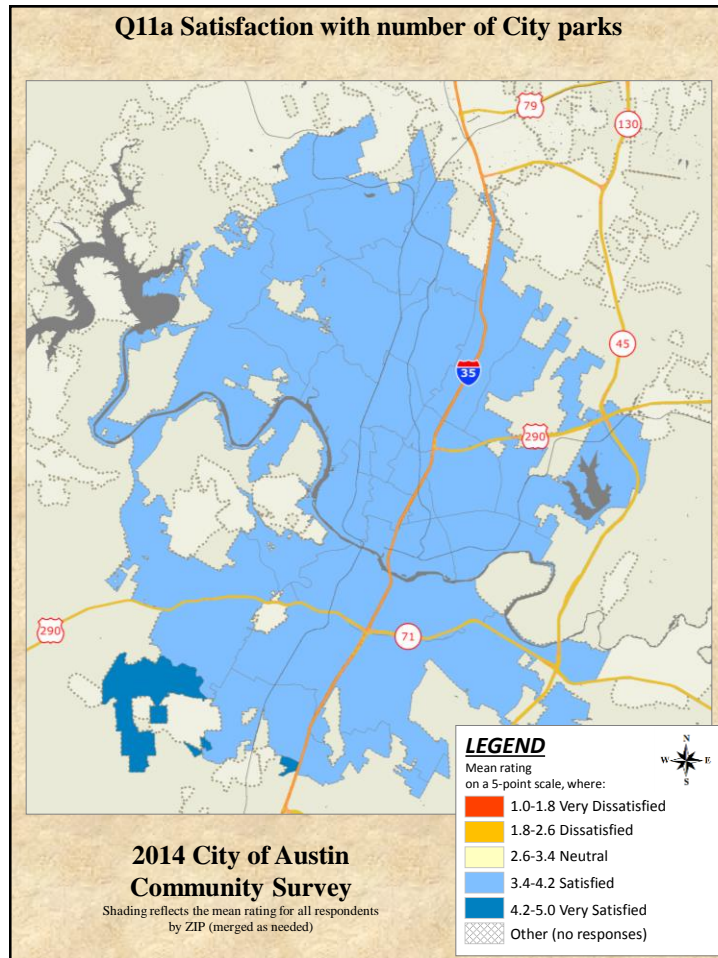 Q11a Satisfaction with number of City parks
79
130
45
35
290
290
71
LEGEND
Mean rating
on a 5-point scale, where:
N
W E
S
1.0-1.8 Very Dissatisfied
1.8-2.6 Dissatisfied
2.6-3.4 Neutral
3.4-4.2 Satisfied
4.2-5.0 Very Satisfied
Other (no responses)
2014 City of Austin
Community Survey
Shading reflects the mean rating for all respondents
by ZIP (merged as needed)